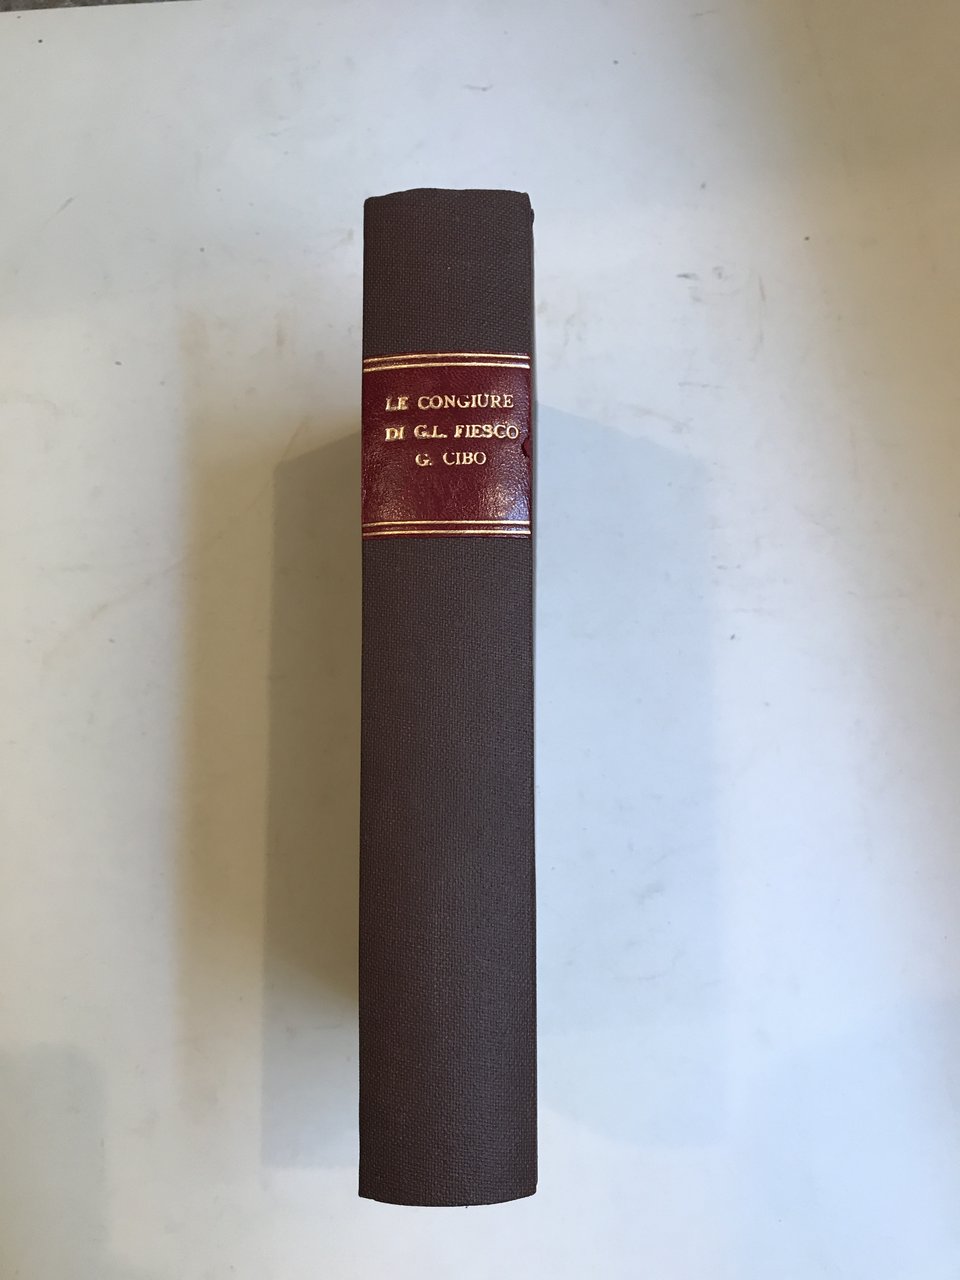 LE CONGIURE
DI G.L. FIESCO
G. CIBO